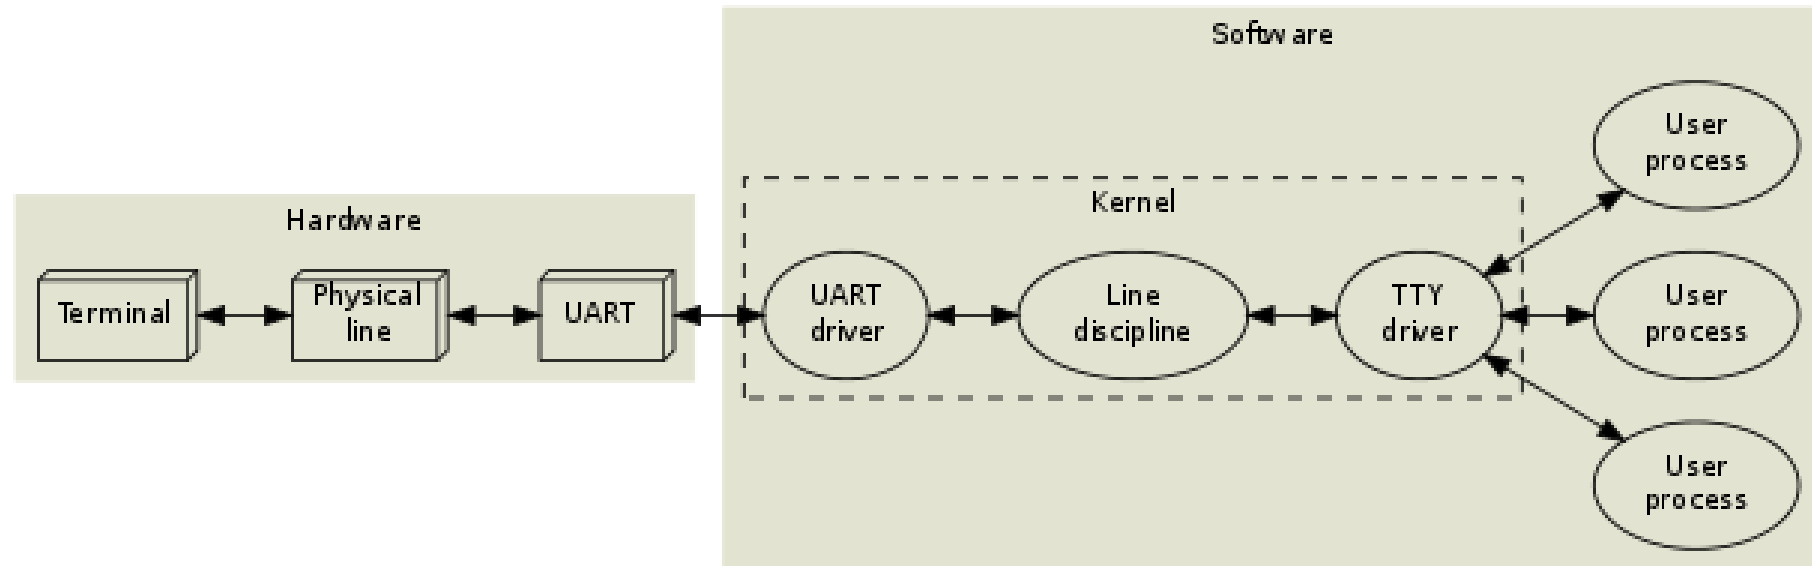 Software
Hardware
Kernel
Terminal
Physical
line
UART
UART
driver
Line
discipline
TTY
driver
User
process
User
process
User
process